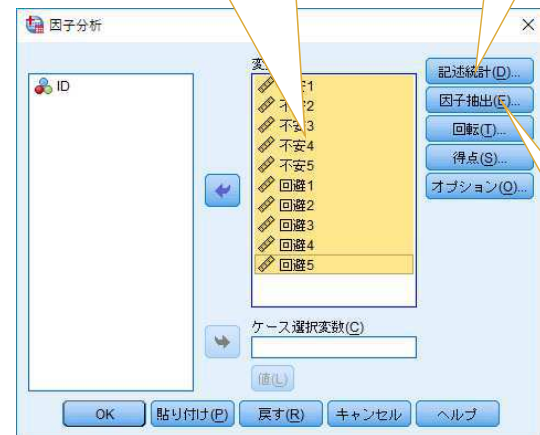 因子分析
変
ID
不安1
不安2
不安3
不安4
不安5
回避1
回避2
回避3
回避4
回避5
記述統計(D)...
因子抽出(E)...
回転(T)...
得点(S)...
オプション(O)...
ケース選択変数(C)
値(L)
OK
貼り付け(P)
戻す(R)
キャンセル
ヘルプ